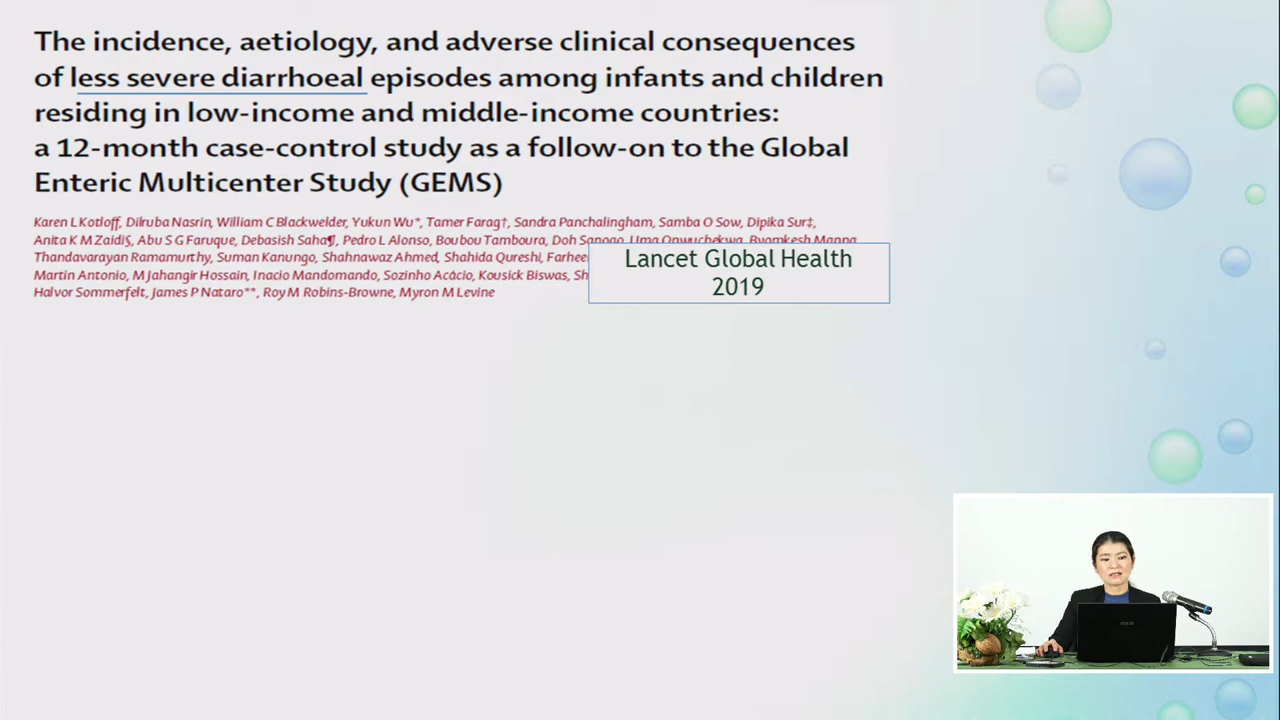 The incidence, aetiology, and adverse clinical consequences
of less severe diarrhoeal episodes among infants and children
residing in low-income and middle-income countries:
a 12-month case-control study as a follow-on to the Global
Enteric Multicenter Study (GEMS)
Karen L Kotloff, Dilruba Nasrin, William C Blackwelder, Yukun Wu*, Tamer Farag†, Sandra Panchalingham, Samba O Sow, Dipika Sur‡,
Anita K M Zaidi§, Abu S G Faruque, Debasish Saha¶, Pedro L Alonso, Boubou Tamboura, Doh Sanogo, Uma Onwuchekwa, Byomkesh Manna,
Thandavarayan Ramamurthy, Suman Kanungo, Shahnawaz Ahmed, Shahida Qureshi,
Martin Antonio, M Jahangir Hossain, Inacio Mandomando, Sozinho Acácio, Kousick Biswas,
Halvor Sommerfelt, James P Nataro**, Roy M Robins-Browne, Myron M Levine
Lancet Global Health
2019
ASUS